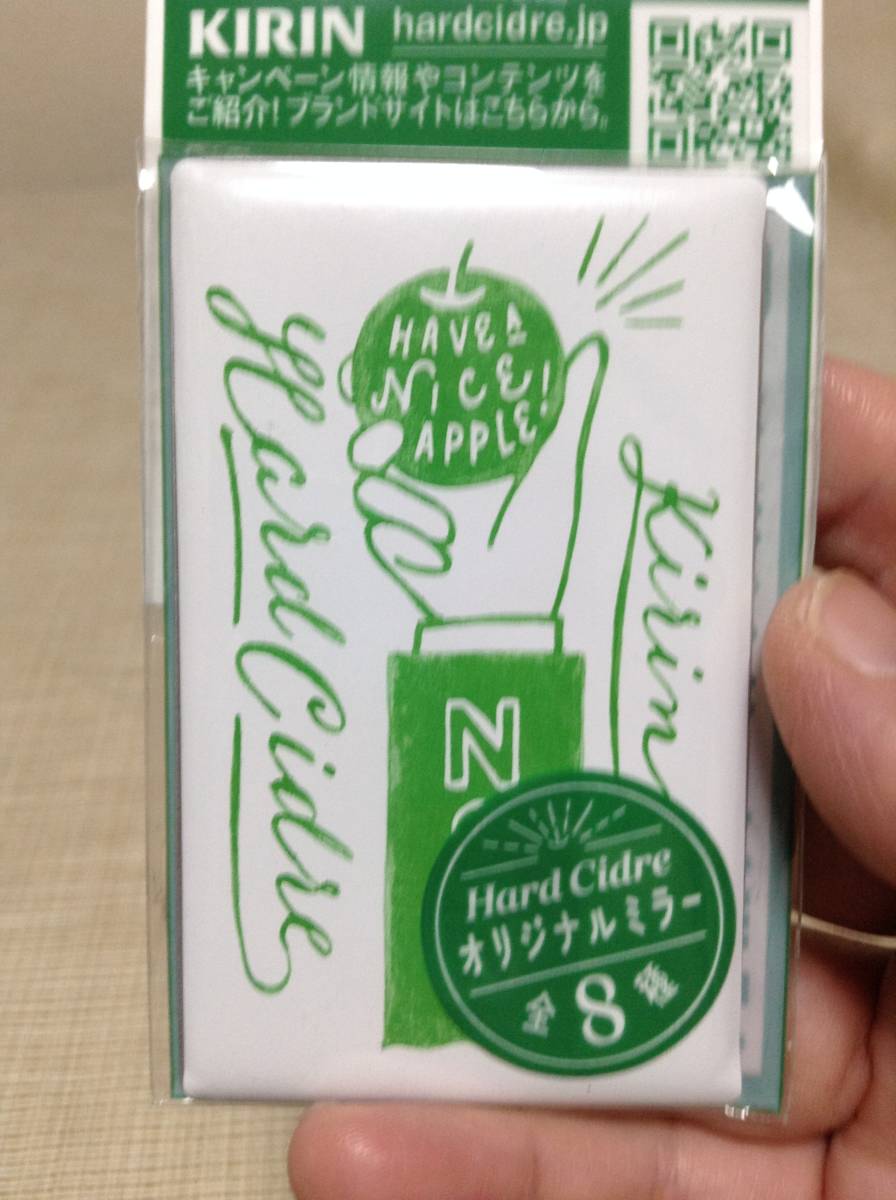 KIRIN hardcidre.jp
キャンペーン情報やコンテンツを
ご紹介!ブランドサイトはこちらから。
HAVE A
NICE!
APPLE!
Hard Cidre
Kirin
N
Hard Cidre
オリジナルミラー
全8種